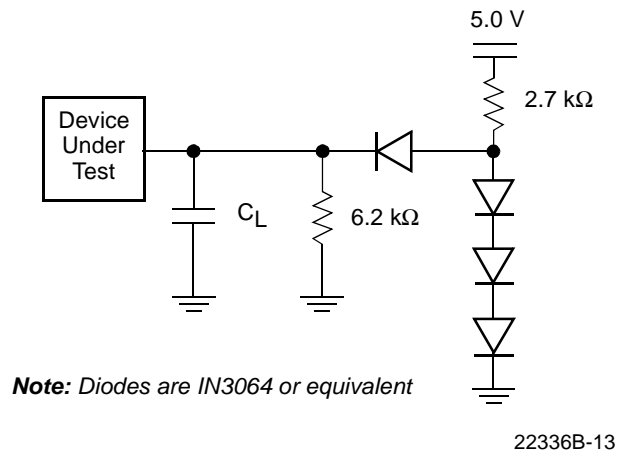 5.0 V
2.7 kΩ
Device
Under
Test
C_L
6.2 kΩ
Note: Diodes are IN3064 or equivalent
22336B-13